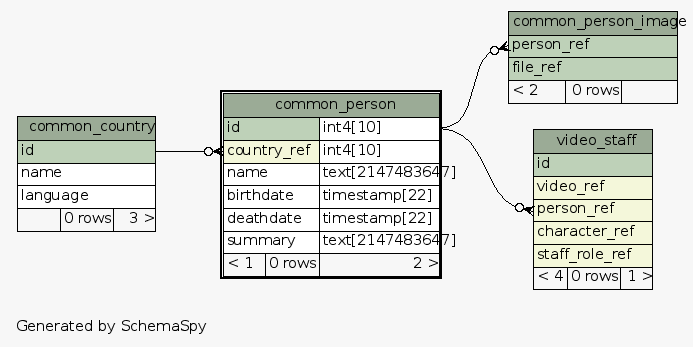 common_country
id
name
language
0 rows 3 >
common_person
id int4[10]
country_ref int4[10]
name text[2147483647]
birthdate timestamp[22]
deathdate timestamp[22]
summary text[2147483647]
< 1 0 rows 2 >
common_person_image
person_ref
file_ref
< 2 0 rows
video_staff
id
video_ref
person_ref
character_ref
staff_role_ref
< 4 0 rows 1 >
Generated by SchemaSpy